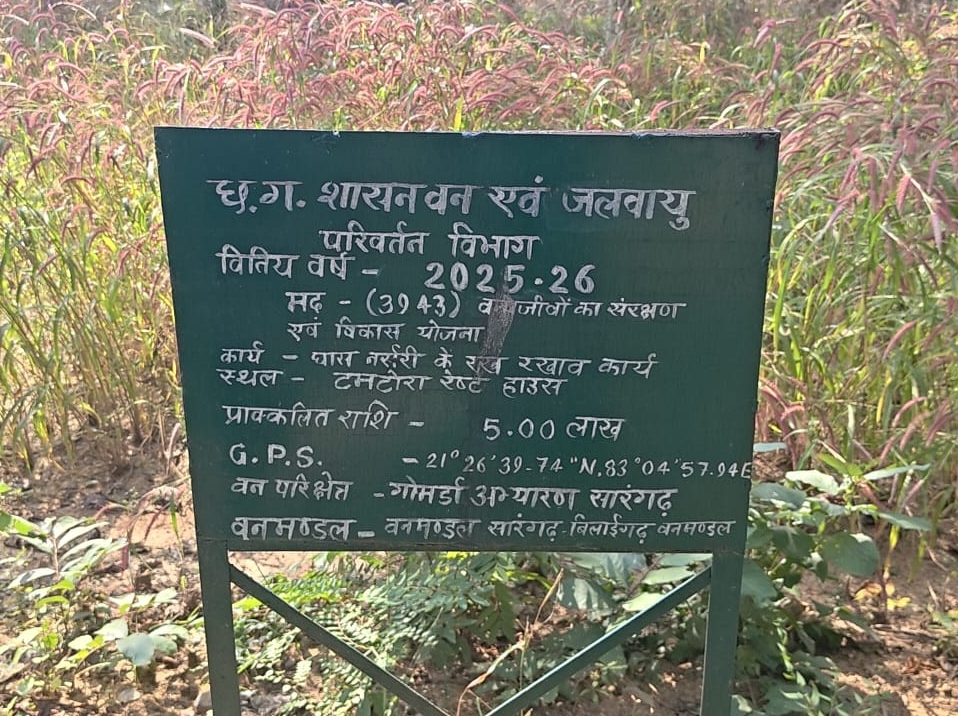 छ.ग. शासन वन एवं जलवायु
परिवर्तन विभाग
वितिय वर्ष - 2025-26
मद - (3943) वन्यजीवों का संरक्षण
एवं विकास योजना
कार्य - घास नर्सरी के रख रखाव कार्य
स्थल - टमटोरा रेष्ट हाउस
प्राक्कलित राशि - 5.00 लाख
G.P.S. - 21°26'39.74"N,83°04'57.94E
वन परिक्षेत्र - गोमर्डा अभ्यारण सारंगढ़
वनमण्डल - वनमण्डल सारंगढ़-बिलाईगढ़ वनमण्डल